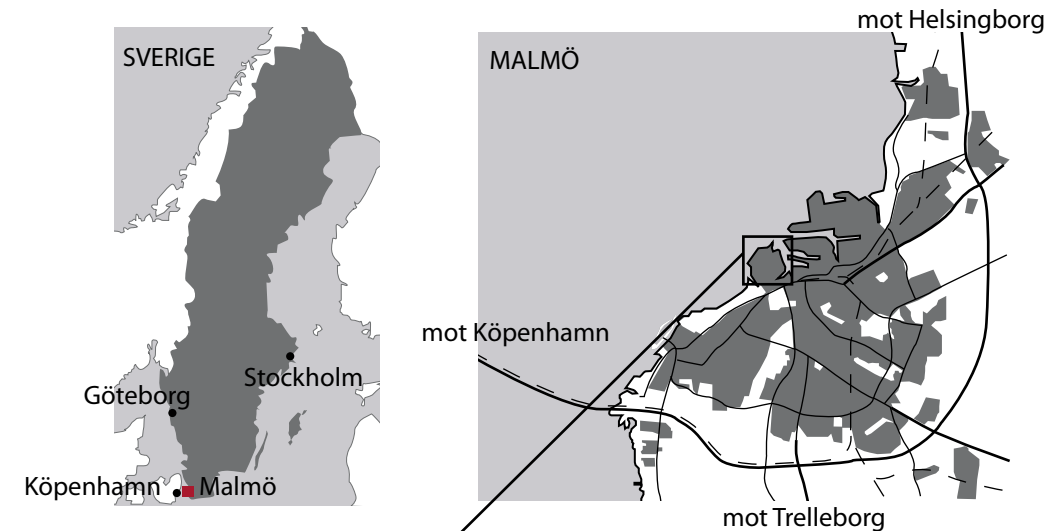 mot Helsingborg
SVERIGE
MALMÖ
mot Köpenhamn
Stockholm
Göteborg
Köpenhamn
Malmö
mot Trelleborg